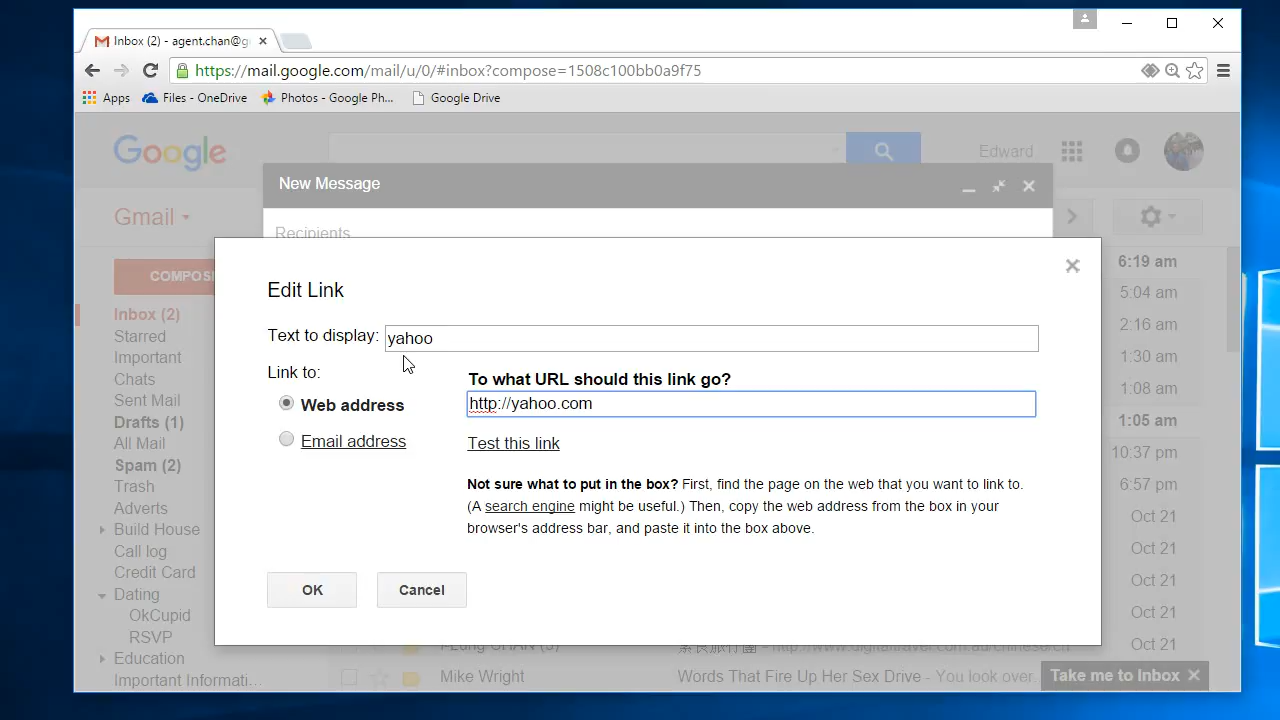 Inbox (2) - agent.chan@g
https://mail.google.com/mail/u/0/#inbox?compose=1508c100bb0a9f75
Apps Files - OneDrive Photos - Google Ph... Google Drive
Google
Edward
New Message
Gmail
Recipients
COMPOS
6:19 am
Edit Link
Inbox (2)
5:04 am
Starred
2:16 am
Text to display: yahoo
Important
1:30 am
Link to:
To what URL should this link go?
Chats
1:08 am
Web address
http://yahoo.com
Sent Mail
Drafts (1)
1:05 am
Email address
Test this link
All Mail
10:37 pm
Spam (2)
Not sure what to put in the box? First, find the page on the web that you want to link to.
6:57 pm
Trash
(A search engine might be useful.) Then, copy the web address from the box in your
Adverts
Oct 21
browser's address bar, and paste it into the box above.
Build House
Call log
Oct 21
Credit Card
Oct 21
OK
Cancel
Dating
OkCupid
Oct 21
RSVP
Oct 21
Education
http://www.digitaltravel.com.au/chinese/ch
Important Informati...
Mike Wright
Words That Fire Up Her Sex Drive - You look over
Take me to Inbox